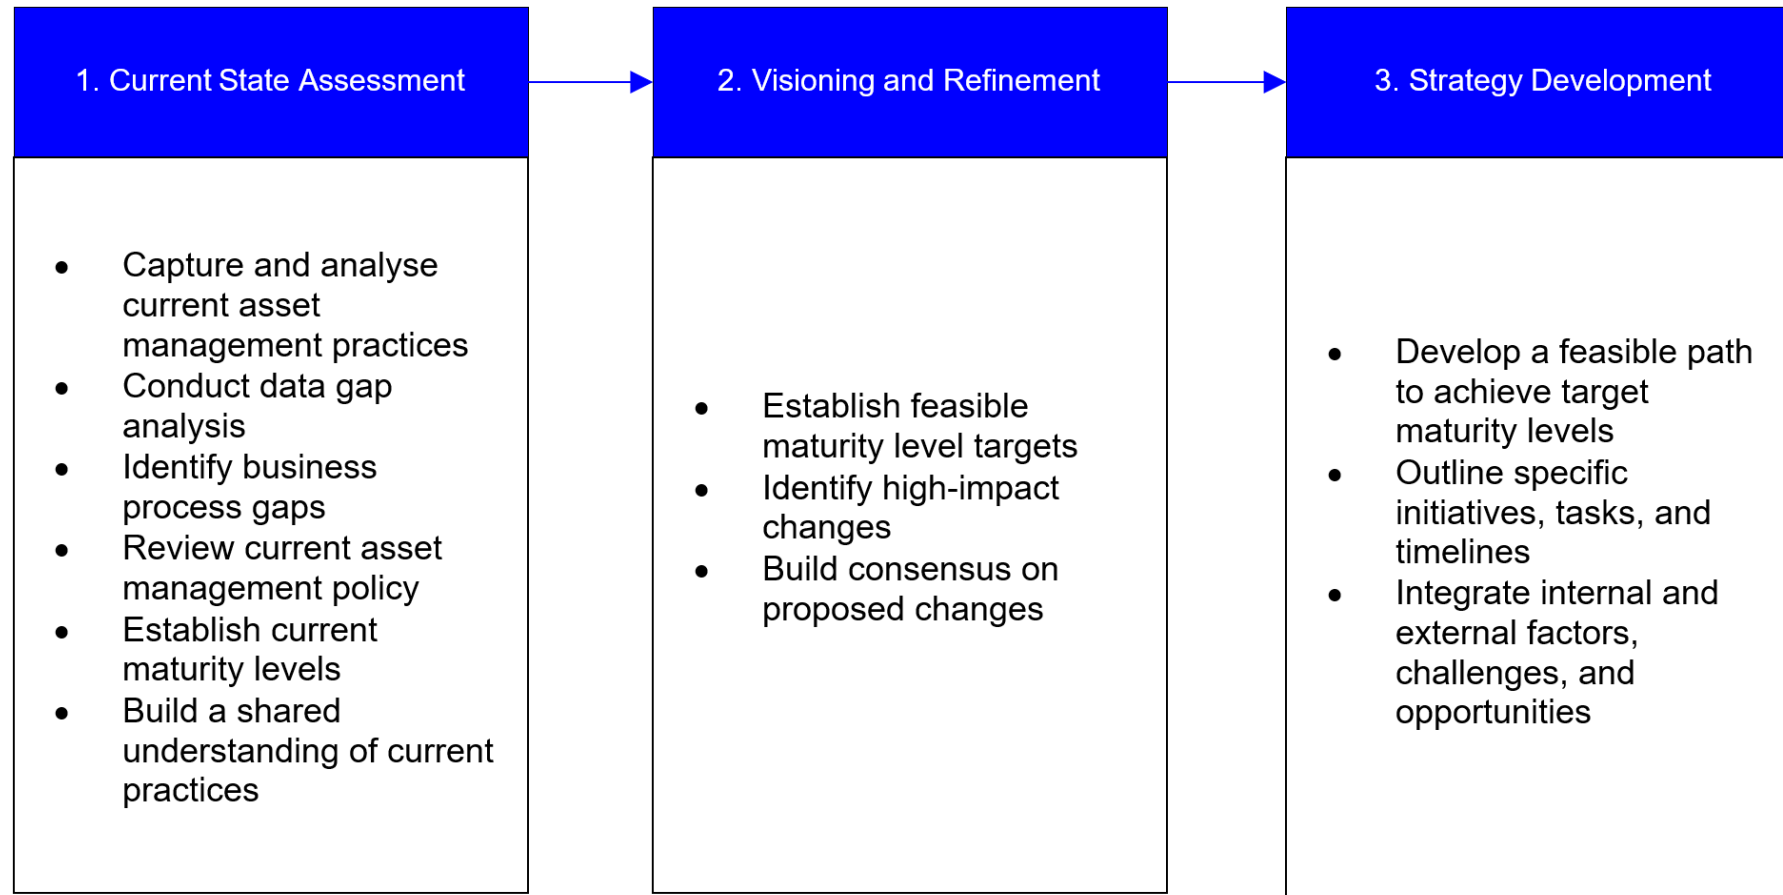 1. Current State Assessment
• Capture and analyse
current asset
management practices
• Conduct data gap
analysis
• Identify business
process gaps
• Review current asset
management policy
• Establish current
maturity levels
• Build a shared
understanding of current
practices
2. Visioning and Refinement
• Establish feasible
maturity level targets
• Identify high-impact
changes
• Build consensus on
proposed changes
3. Strategy Development
• Develop a feasible path
to achieve target
maturity levels
• Outline specific
initiatives, tasks, and
timelines
• Integrate internal and
external factors,
challenges, and
opportunities